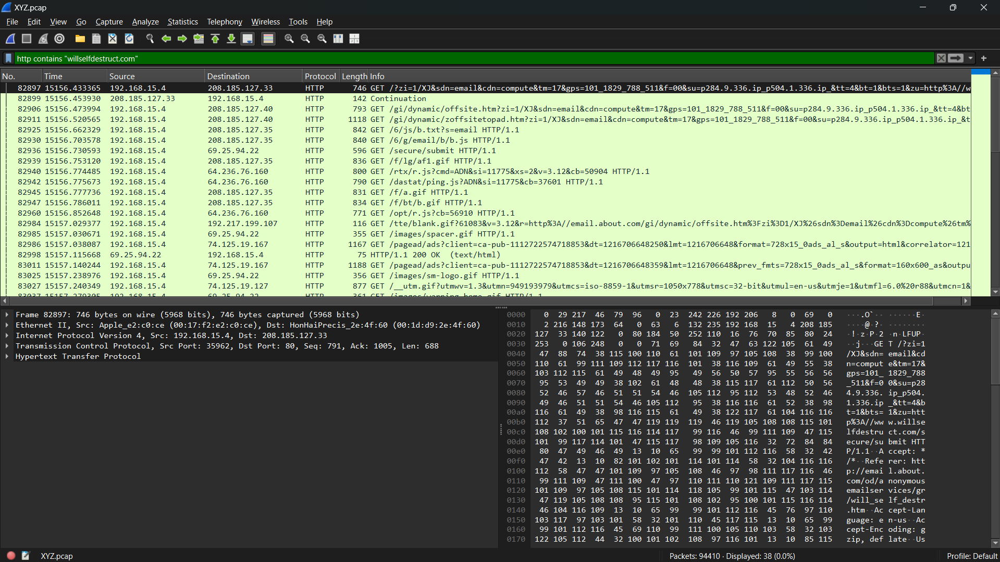 XYZ.pcap
File Edit View Go Capture Analyze Statistics Telephony Wireless Tools Help
http contains "willselfdestruct.com"
No. Time Source Destination Protocol Length Info
82897 15156.433365 192.168.15.4 208.185.127.33 HTTP 746 GET /?zi=1/XJ&sdn=email&cdn=compute&tm=17&gps=101_1829_788_511&f=00&su=p284.9.336.ip_p504.1.336.ip_&tt=4&bt=1&bts=1&zu=http%3A//w
82899 15156.453930 208.185.127.33 192.168.15.4 HTTP 142 Continuation
82906 15156.473994 192.168.15.4 208.185.127.40 HTTP 793 GET /gi/dynamic/offsite.htm?zi=1/XJ&sdn=email&cdn=compute&tm=17&gps=101_1829_788_511&f=00&su=p284.9.336.ip_p504.1.336.ip_&tt=4&bt
82911 15156.520565 192.168.15.4 208.185.127.40 HTTP 1118 GET /gi/dynamic/zoffsitetopad.htm?zi=1/XJ&sdn=email&cdn=compute&tm=17&gps=101_1829_788_511&f=00&su=p284.9.336.ip_p504.1.336.ip_&t
82925 15156.662329 192.168.15.4 208.185.127.35 HTTP 842 GET /6/js/b.txt?s=email HTTP/1.1
82930 15156.703578 192.168.15.4 208.185.127.35 HTTP 840 GET /6/g/email/b/b.js HTTP/1.1
82936 15156.730593 192.168.15.4 69.25.94.22 HTTP 596 GET /secure/submit HTTP/1.1
82939 15156.753120 192.168.15.4 208.185.127.35 HTTP 836 GET /f/lg/af1.gif HTTP/1.1
82940 15156.774485 192.168.15.4 64.236.76.160 HTTP 800 GET /rtx/r.js?cmd=ADN&si=11775&xs=2&v=3.12&cb=50904 HTTP/1.1
82942 15156.775673 192.168.15.4 64.236.76.160 HTTP 790 GET /dastat/ping.js?ADN&si=11775&cb=37601 HTTP/1.1
82945 15156.777736 192.168.15.4 208.185.127.35 HTTP 831 GET /f/a.gif HTTP/1.1
82947 15156.786011 192.168.15.4 208.185.127.35 HTTP 834 GET /f/bt/b.gif HTTP/1.1
82960 15156.852648 192.168.15.4 64.236.76.160 HTTP 771 GET /opt/r.js?cb=56910 HTTP/1.1
82984 15157.029377 192.168.15.4 192.217.199.107 HTTP 116 GET /tte/blank.gif?61083&v=3.12&r=http%3A//email.about.com/gi/dynamic/offsite.htm%3Fzi%3D1/XJ%26sdn%3Demail%26cdn%3Dcompute%26tm%
82985 15157.030671 192.168.15.4 69.25.94.22 HTTP 355 GET /images/spacer.gif HTTP/1.1
82986 15157.038087 192.168.15.4 74.125.19.167 HTTP 1167 GET /pagead/ads?client=ca-pub-1112722574718853&dt=1216706648250&lmt=1216706648&format=728x15_0ads_al_s&output=html&correlator=121
82998 15157.115668 69.25.94.22 192.168.15.4 HTTP 75 HTTP/1.1 200 OK (text/html)
83011 15157.140244 192.168.15.4 74.125.19.167 HTTP 1188 GET /pagead/ads?client=ca-pub-1112722574718853&dt=1216706648359&lmt=1216706648&prev_fmts=728x15_0ads_al_s&format=160x600_as&outpu
83025 15157.238976 192.168.15.4 69.25.94.22 HTTP 356 GET /images/sm-logo.gif HTTP/1.1
83027 15157.240349 192.168.15.4 74.125.19.127 HTTP 877 GET /__utm.gif?utmwv=1.3&utmn=949193979&utmcs=iso-8859-1&utmsr=1050x778&utmsc=32-bit&utmul=en-us&utmje=1&utmfl=6.0%20r88&utmcn=1&
83037 15157.279305 192.168.15.4 69.25.94.22 HTTP 361 GET /images/warning-home.gif HTTP/1.1
Frame 82897: 746 bytes on wire (5968 bits), 746 bytes captured (5968 bits)
Ethernet II, Src: Apple_e2:c0:ce (00:17:f2:e2:c0:ce), Dst: HonHaiPrecis_2e:4f:60 (00:1d:d9:2e:4f:60)
Internet Protocol Version 4, Src: 192.168.15.4, Dst: 208.185.127.33
Transmission Control Protocol, Src Port: 35962, Dst Port: 80, Seq: 791, Ack: 1005, Len: 688
Hypertext Transfer Protocol
0000 0 29 217 46 79 96 0 23 242 226 192 206 8 0 69 0 ····.O`·· ······E·
0010 2 216 148 173 64 0 63 6 132 235 192 168 15 4 208 185 ····@·?· ········
0020 127 33 140 122 0 80 184 50 252 110 16 76 70 85 80 24 ·!·z·P·2 ·n·LFUP·
0030 253 0 106 248 0 0 71 69 84 32 47 63 122 105 61 49 ··j···GE T /?zi=1
0040 47 88 74 38 115 100 110 61 101 109 97 105 108 38 99 100 /XJ&sdn= email&cd
0050 110 61 99 111 109 112 117 116 101 38 116 109 61 49 55 38 n=comput e&tm=17&
0060 103 112 115 61 49 48 49 95 49 56 50 57 95 55 56 56 gps=101_ 1829_788
0070 95 53 49 49 38 102 61 48 48 38 115 117 61 112 50 56 _511&f=0 0&su=p28
0080 52 46 57 46 51 51 54 46 105 112 95 112 53 48 52 46 4.9.336. ip_p504.
0090 49 46 51 51 54 46 105 112 95 38 116 116 61 52 38 98 1.336.ip _&tt=4&b
00a0 116 61 49 38 98 116 115 61 49 38 122 117 61 104 116 116 t=1&bts= 1&zu=htt
00b0 112 37 51 65 47 47 119 119 119 46 119 105 108 108 115 101 p%3A//ww w.willse
00c0 108 102 100 101 115 116 114 117 99 116 46 99 111 109 47 115 lfdestru ct.com/s
00d0 101 99 117 114 101 47 115 117 98 109 105 116 32 72 84 84 ecure/su bmit HTT
00e0 80 47 49 46 49 13 10 65 99 99 101 112 116 58 32 42 P/1.1··A ccept: *
00f0 47 42 13 10 82 101 102 101 114 101 114 58 32 104 116 116 /*··Refe rer: htt
0100 112 58 47 47 101 109 97 105 108 46 97 98 111 117 116 46 p://emai l.about.
0110 99 111 109 47 111 100 47 97 110 111 110 121 109 111 117 115 com/od/a nonymous
0120 101 109 97 105 108 115 101 114 118 105 99 101 115 47 103 114 emailser vices/gr
0130 47 119 105 108 108 95 115 101 108 102 95 100 101 115 116 114 /will_se lf_destr
0140 46 104 116 109 13 10 65 99 99 101 112 116 45 76 97 110 .htm··Ac cept-Lan
0150 103 117 97 103 101 58 32 101 110 45 117 115 13 10 65 99 guage: e n-us··Ac
0160 99 101 112 116 45 69 110 99 111 100 105 110 103 58 32 103 cept-Enc oding: g
0170 122 105 112 44 32 100 101 102 108 97 116 101 13 10 85 115 zip, def late··Us
XYZ.pcap
Packets: 94410 · Displayed: 38 (0.0%)
Profile: Default